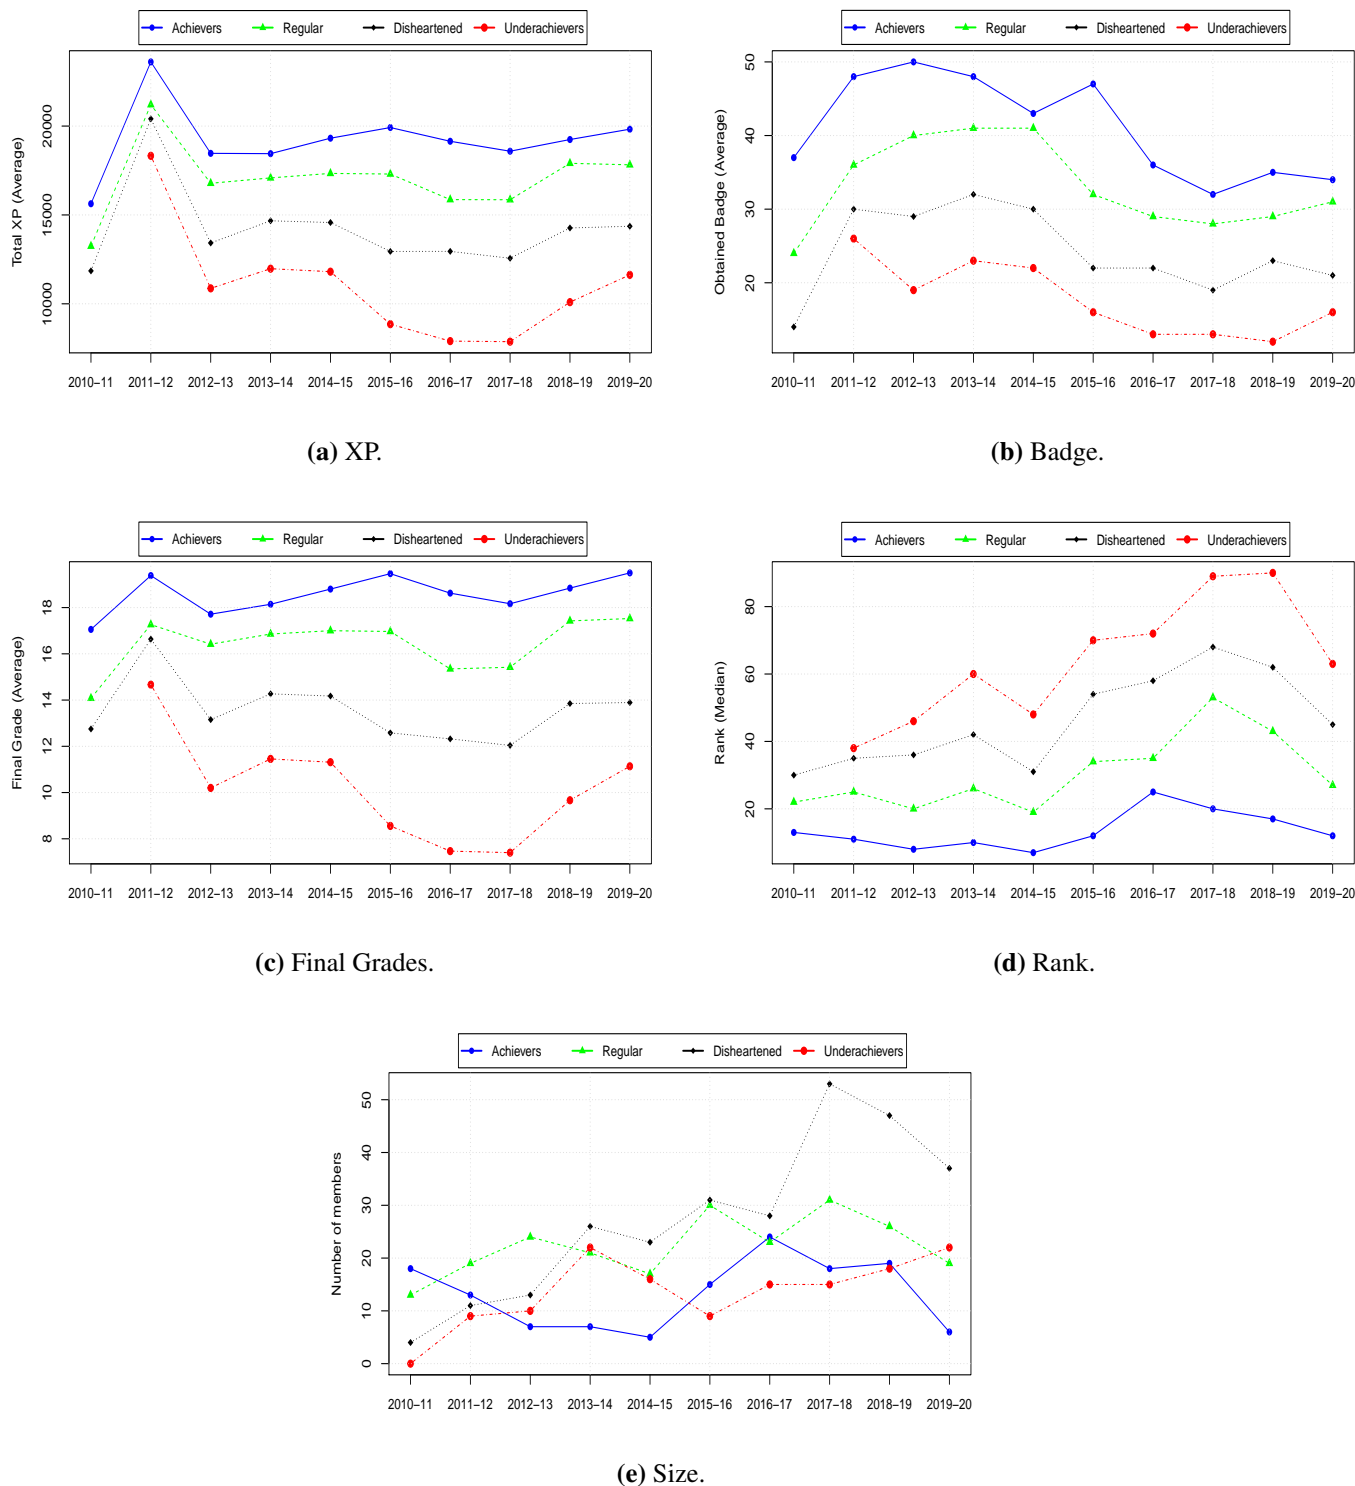 Achievers Regular Disheartened Underachievers
Total XP (Average)
20000
15000
10000
2010−11 2011−12 2012−13 2013−14 2014−15 2015−16 2016−17 2017−18 2018−19 2019−20
(a) XP.
Achievers Regular Disheartened Underachievers
Obtained Badge (Average)
50
40
30
20
2010−11 2011−12 2012−13 2013−14 2014−15 2015−16 2016−17 2017−18 2018−19 2019−20
(b) Badge.
Achievers Regular Disheartened Underachievers
Final Grade (Average)
18
16
14
12
10
8
2010−11 2011−12 2012−13 2013−14 2014−15 2015−16 2016−17 2017−18 2018−19 2019−20
(c) Final Grades.
Achievers Regular Disheartened Underachievers
Rank (Median)
80
60
40
20
2010−11 2011−12 2012−13 2013−14 2014−15 2015−16 2016−17 2017−18 2018−19 2019−20
(d) Rank.
Achievers Regular Disheartened Underachievers
Number of members
50
40
30
20
10
0
2010−11 2011−12 2012−13 2013−14 2014−15 2015−16 2016−17 2017−18 2018−19 2019−20
(e) Size.